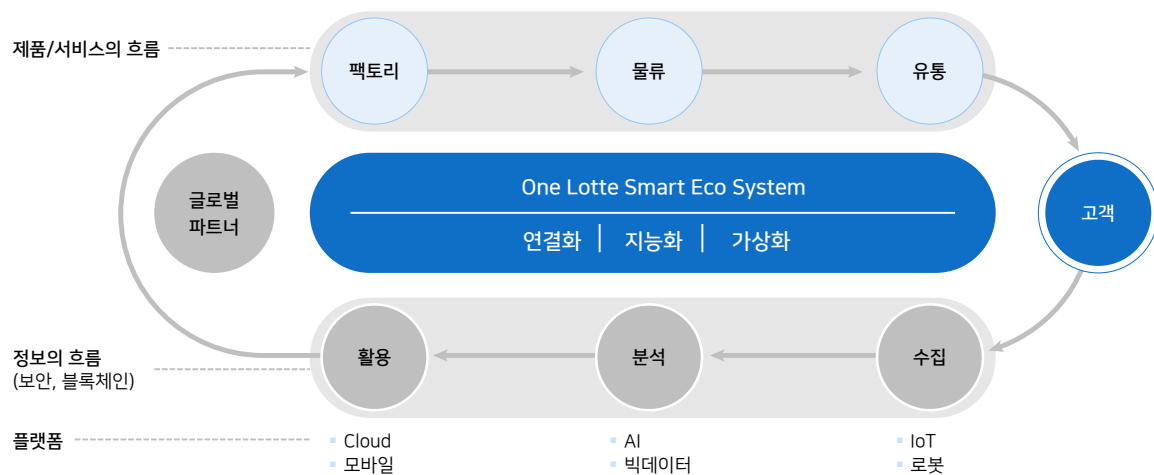 제품/서비스의 흐름
팩토리
물류
유통
글로벌
파트너
One Lotte Smart Eco System
연결화 | 지능화 | 가상화
고객
정보의 흐름
(보안, 블록체인)
활용
분석
수집
플랫폼
▪ Cloud
▪ 모바일
▪ AI
▪ 빅데이터
▪ IoT
▪ 로봇